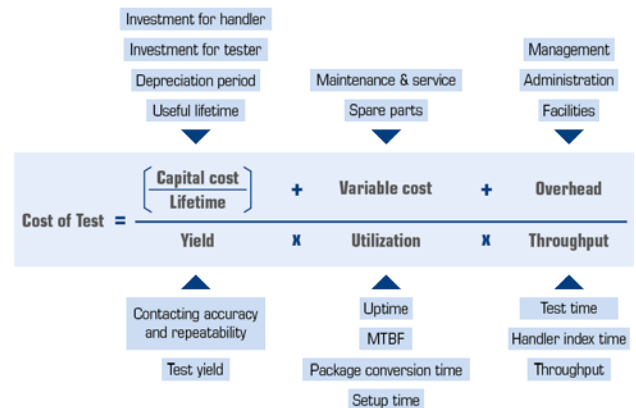 Investment for handler
Investment for tester
Depreciation period
Useful lifetime
Maintenance & service
Spare parts
Management
Administration
Facilities
Cost of Test =
Capital cost
Lifetime
+
Variable cost
+
Overhead
Yield
x
Utilization
x
Throughput
Contacting accuracy
and repeatability
Test yield
Uptime
MTBF
Package conversion time
Setup time
Test time
Handler index time
Throughput